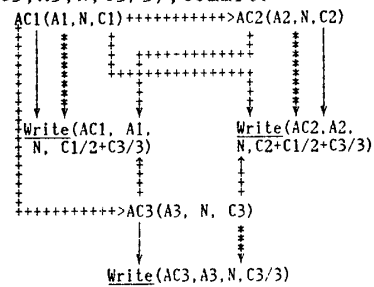 AC1(A1,N,C1)+++++++++++>AC2(A2,N,C2)
Write(AC1, A1, Write(AC2,A2,
N, C1/2+C3/3) N,C2+C1/2+C3/3)
+++++++++++>AC3(A3, N, C3)
Write(AC3,A3,N,C3/3)